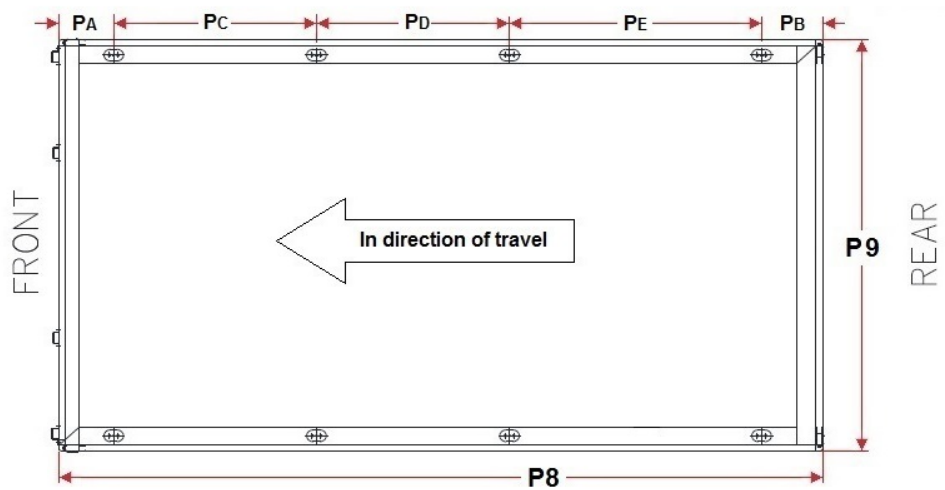 PA PC PD PE PB
FRONT
In direction of travel
P9
REAR
P8